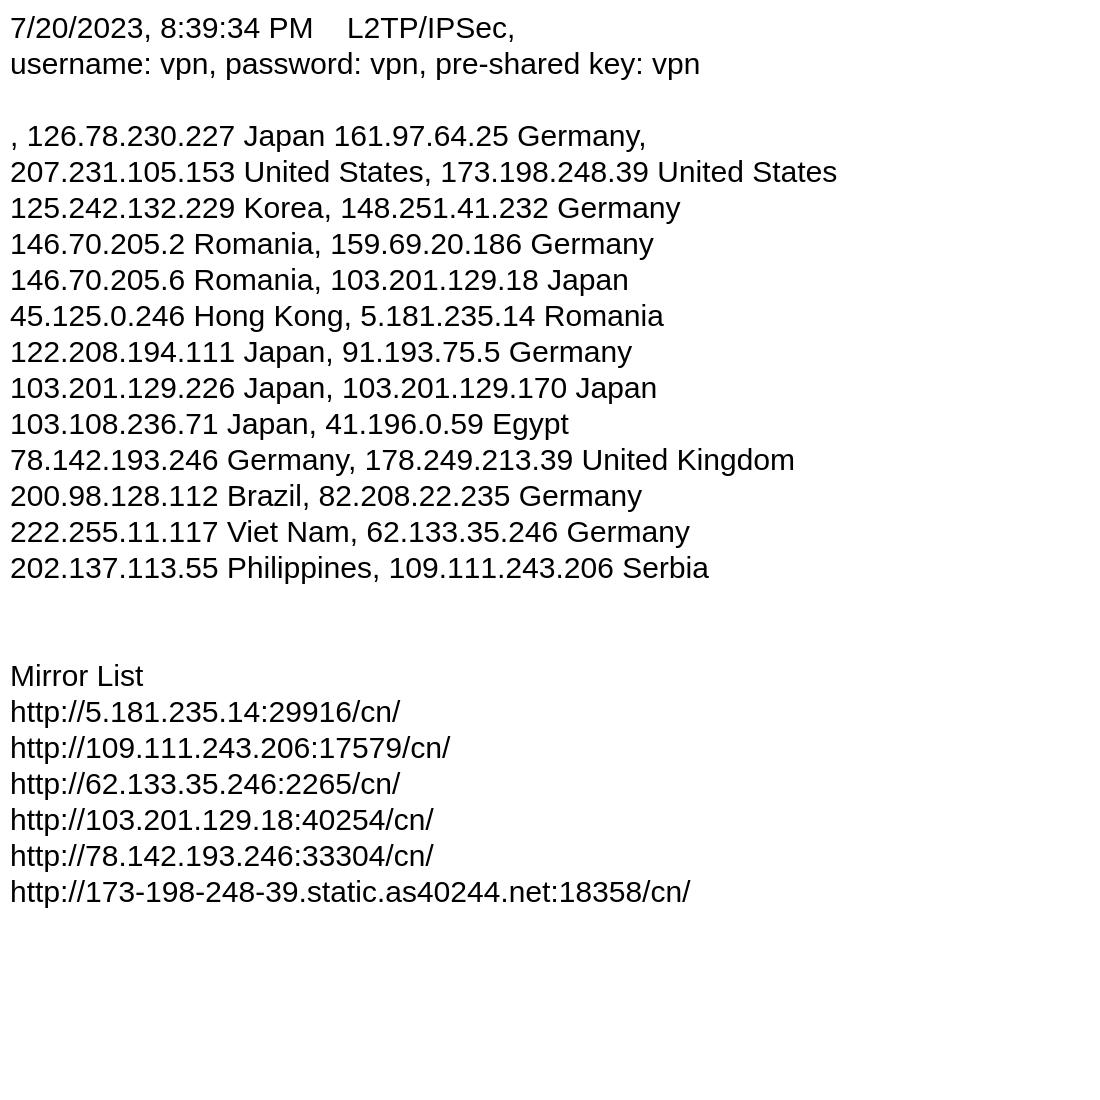 7/20/2023, 8:39:34 PM    L2TP/IPSec,
username: vpn, password: vpn, pre-shared key: vpn
, 126.78.230.227 Japan 161.97.64.25 Germany,
207.231.105.153 United States, 173.198.248.39 United States
125.242.132.229 Korea, 148.251.41.232 Germany
146.70.205.2 Romania, 159.69.20.186 Germany
146.70.205.6 Romania, 103.201.129.18 Japan
45.125.0.246 Hong Kong, 5.181.235.14 Romania
122.208.194.111 Japan, 91.193.75.5 Germany
103.201.129.226 Japan, 103.201.129.170 Japan
103.108.236.71 Japan, 41.196.0.59 Egypt
78.142.193.246 Germany, 178.249.213.39 United Kingdom
200.98.128.112 Brazil, 82.208.22.235 Germany
222.255.11.117 Viet Nam, 62.133.35.246 Germany
202.137.113.55 Philippines, 109.111.243.206 Serbia
Mirror List
http://5.181.235.14:29916/cn/
http://109.111.243.206:17579/cn/
http://62.133.35.246:2265/cn/
http://103.201.129.18:40254/cn/
http://78.142.193.246:33304/cn/
http://173-198-248-39.static.as40244.net:18358/cn/